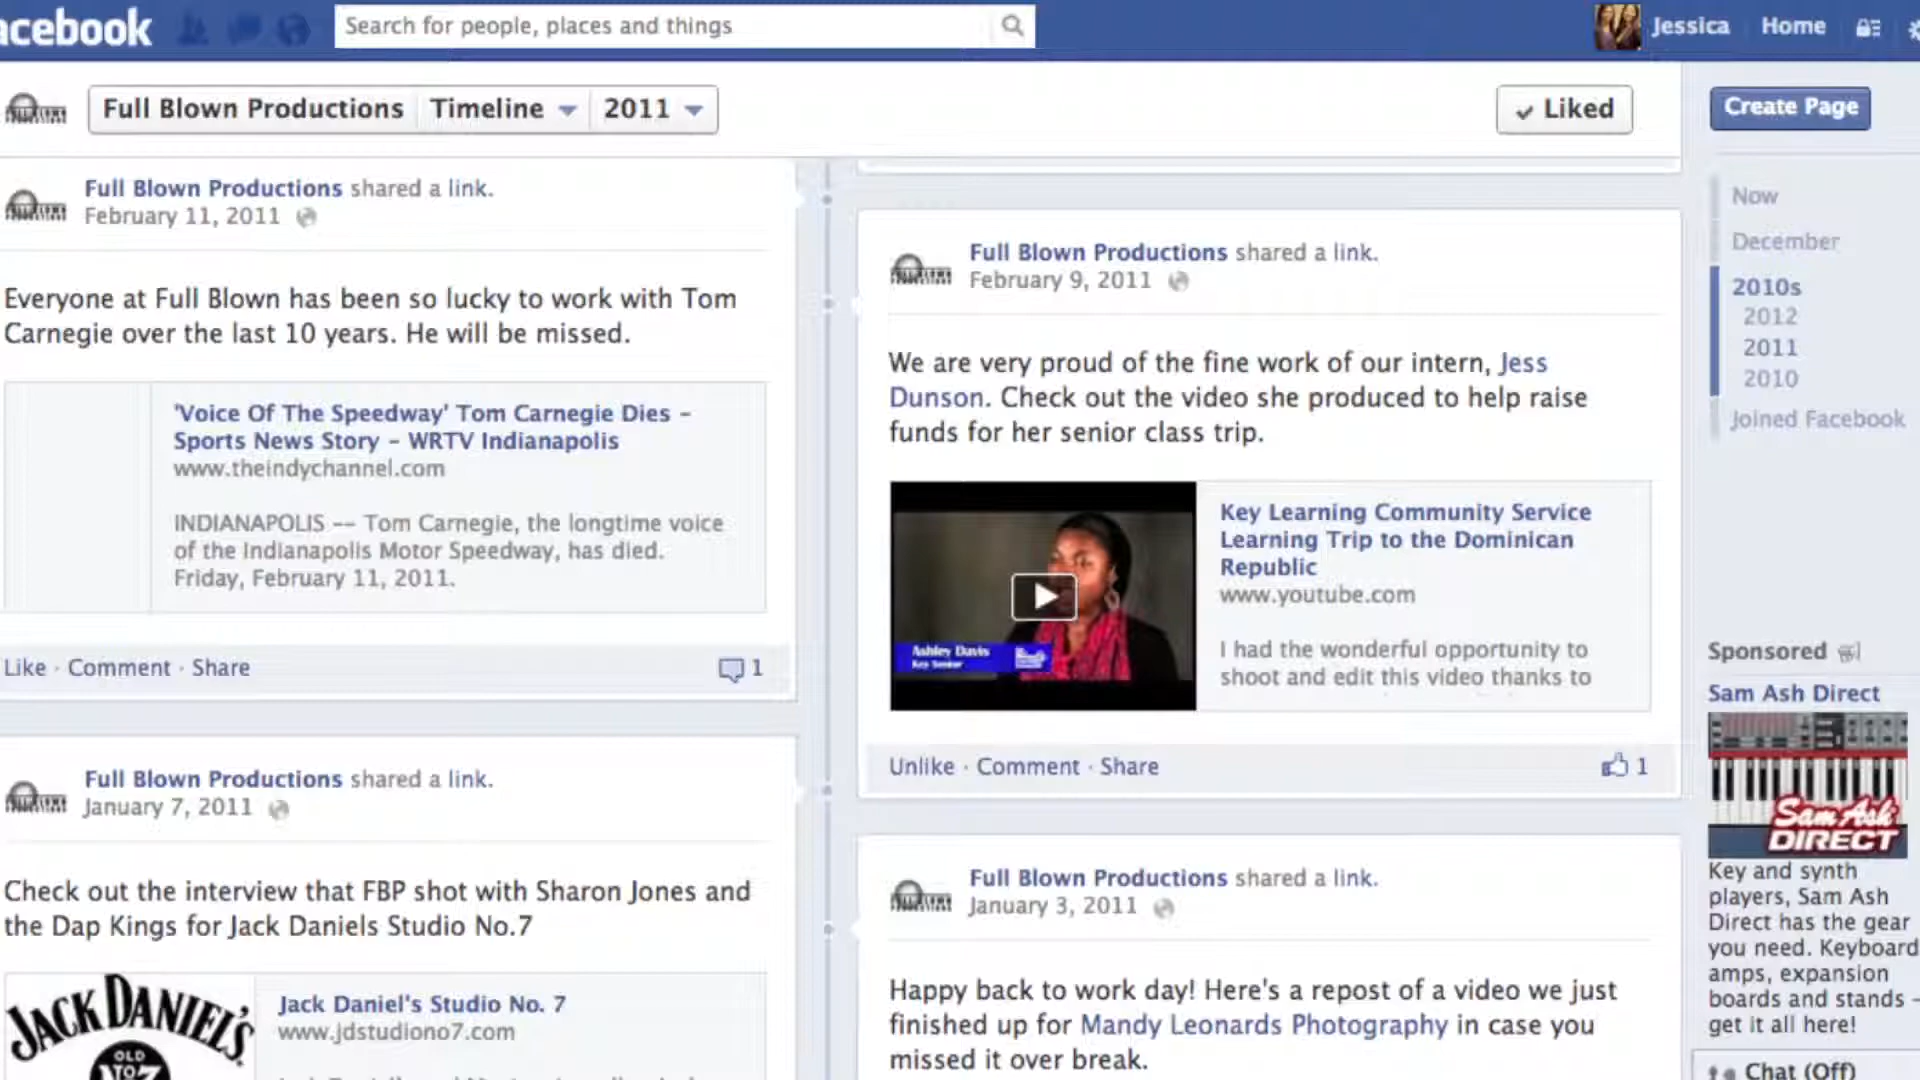 acebook
Search for people, places and things
Jessica
Home
Full Blown Productions
Timeline
2011
Liked
Create Page
Full Blown Productions shared a link.
February 11, 2011
Everyone at Full Blown has been so lucky to work with Tom
Carnegie over the last 10 years. He will be missed.
'Voice Of The Speedway' Tom Carnegie Dies -
Sports News Story - WRTV Indianapolis
www.theindychannel.com
INDIANAPOLIS -- Tom Carnegie, the longtime voice
of the Indianapolis Motor Speedway, has died.
Friday, February 11, 2011.
Like · Comment · Share
1
Full Blown Productions shared a link.
January 7, 2011
Check out the interview that FBP shot with Sharon Jones and
the Dap Kings for Jack Daniels Studio No.7
JACK DANIEL'S
OLD
No.7
Jack Daniel's Studio No. 7
www.jdstudiono7.com
Full Blown Productions shared a link.
February 9, 2011
We are very proud of the fine work of our intern, Jess
Dunson. Check out the video she produced to help raise
funds for her senior class trip.
Ashley Davis
Key Senior
Key Learning Community Service
Learning Trip to the Dominican
Republic
www.youtube.com
I had the wonderful opportunity to
shoot and edit this video thanks to
Unlike · Comment · Share
1
Full Blown Productions shared a link.
January 3, 2011
Happy back to work day! Here's a repost of a video we just
finished up for Mandy Leonards Photography in case you
missed it over break.
Now
December
2010s
2012
2011
2010
Joined Facebook
Sponsored
Sam Ash Direct
Sam Ash
DIRECT
Key and synth
players, Sam Ash
Direct has the gear
you need. Keyboard
amps, expansion
boards and stands -
get it all here!
Chat (Off)